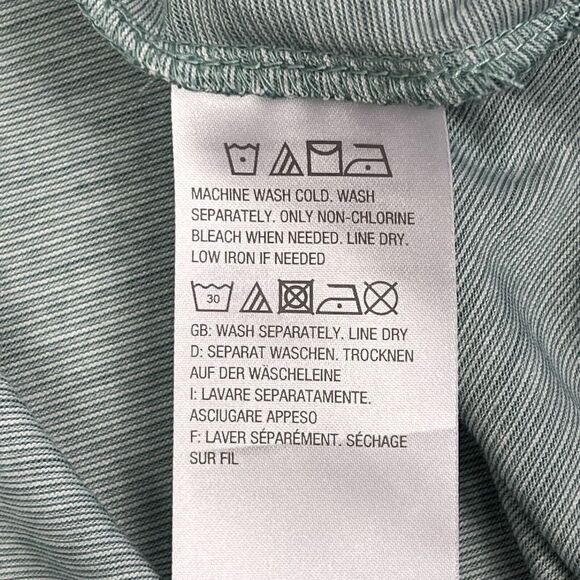 MACHINE WASH COLD. WASH
SEPARATELY. ONLY NON-CHLORINE
BLEACH WHEN NEEDED. LINE DRY.
LOW IRON IF NEEDED
30
GB: WASH SEPARATELY. LINE DRY
D: SEPARAT WASCHEN. TROCKNEN
AUF DER WÄSCHELEINE
I: LAVARE SEPARATAMENTE.
ASCIUGARE APPESO
F: LAVER SÉPARÉMENT. SÉCHAGE
SUR FIL